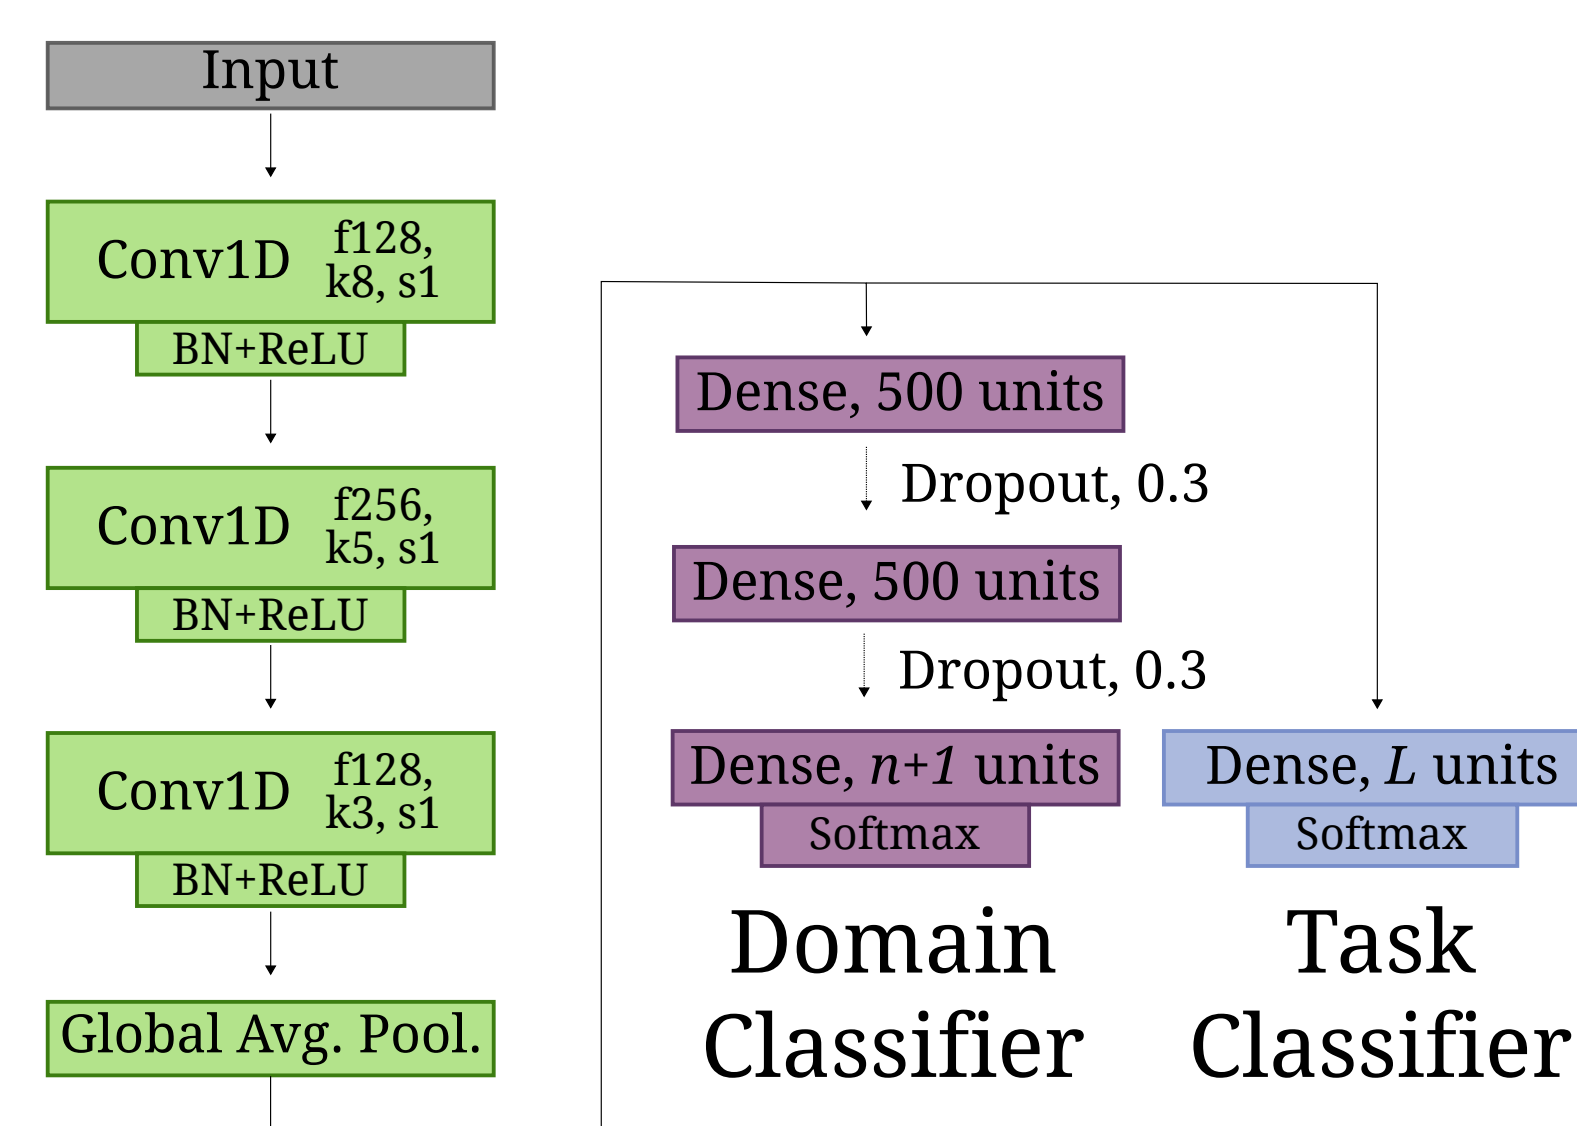 Input
Conv1D
f128,
k8, s1
BN+ReLU
Conv1D
f256,
k5, s1
BN+ReLU
Conv1D
f128,
k3, s1
BN+ReLU
Global Avg. Pool.
Dense, 500 units
Dropout, 0.3
Dense, 500 units
Dropout, 0.3
Dense, n+1 units
Softmax
Domain
Classifier
Dense, L units
Softmax
Task
Classifier